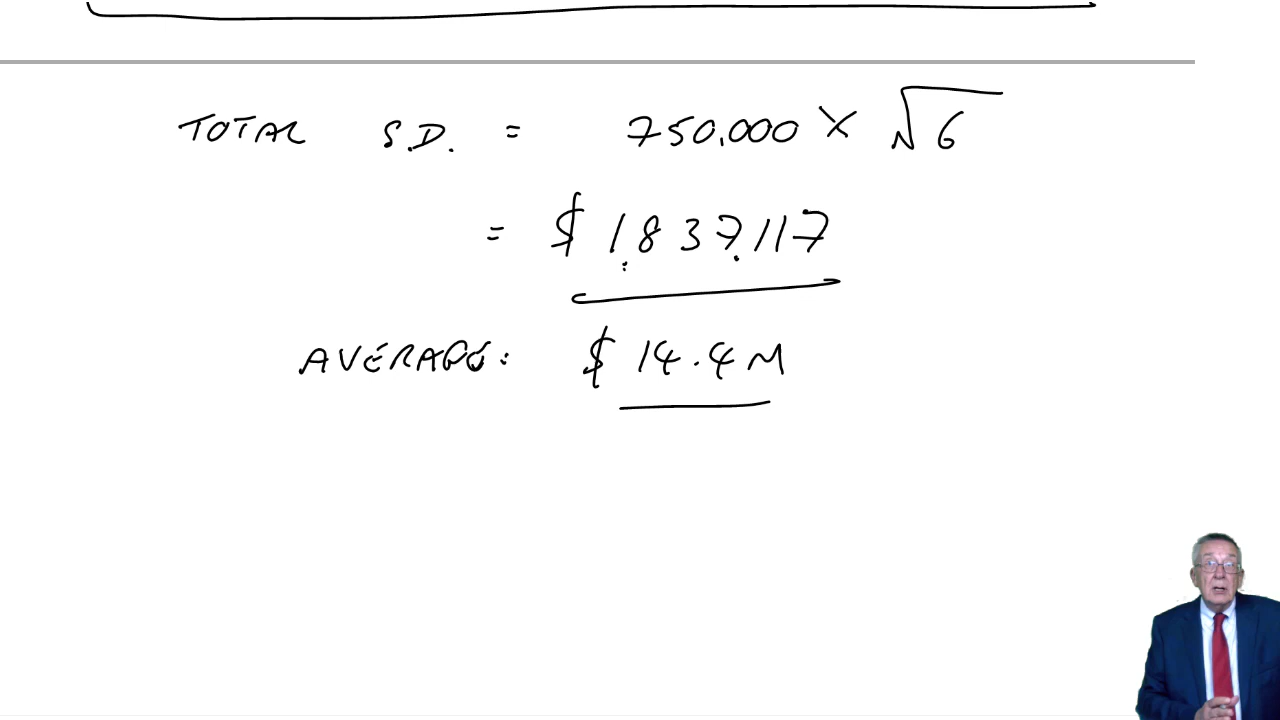 TOTAL S.D. = 750,000 × √6
= $ 1,837,117
AVERAGE: $ 14.4M